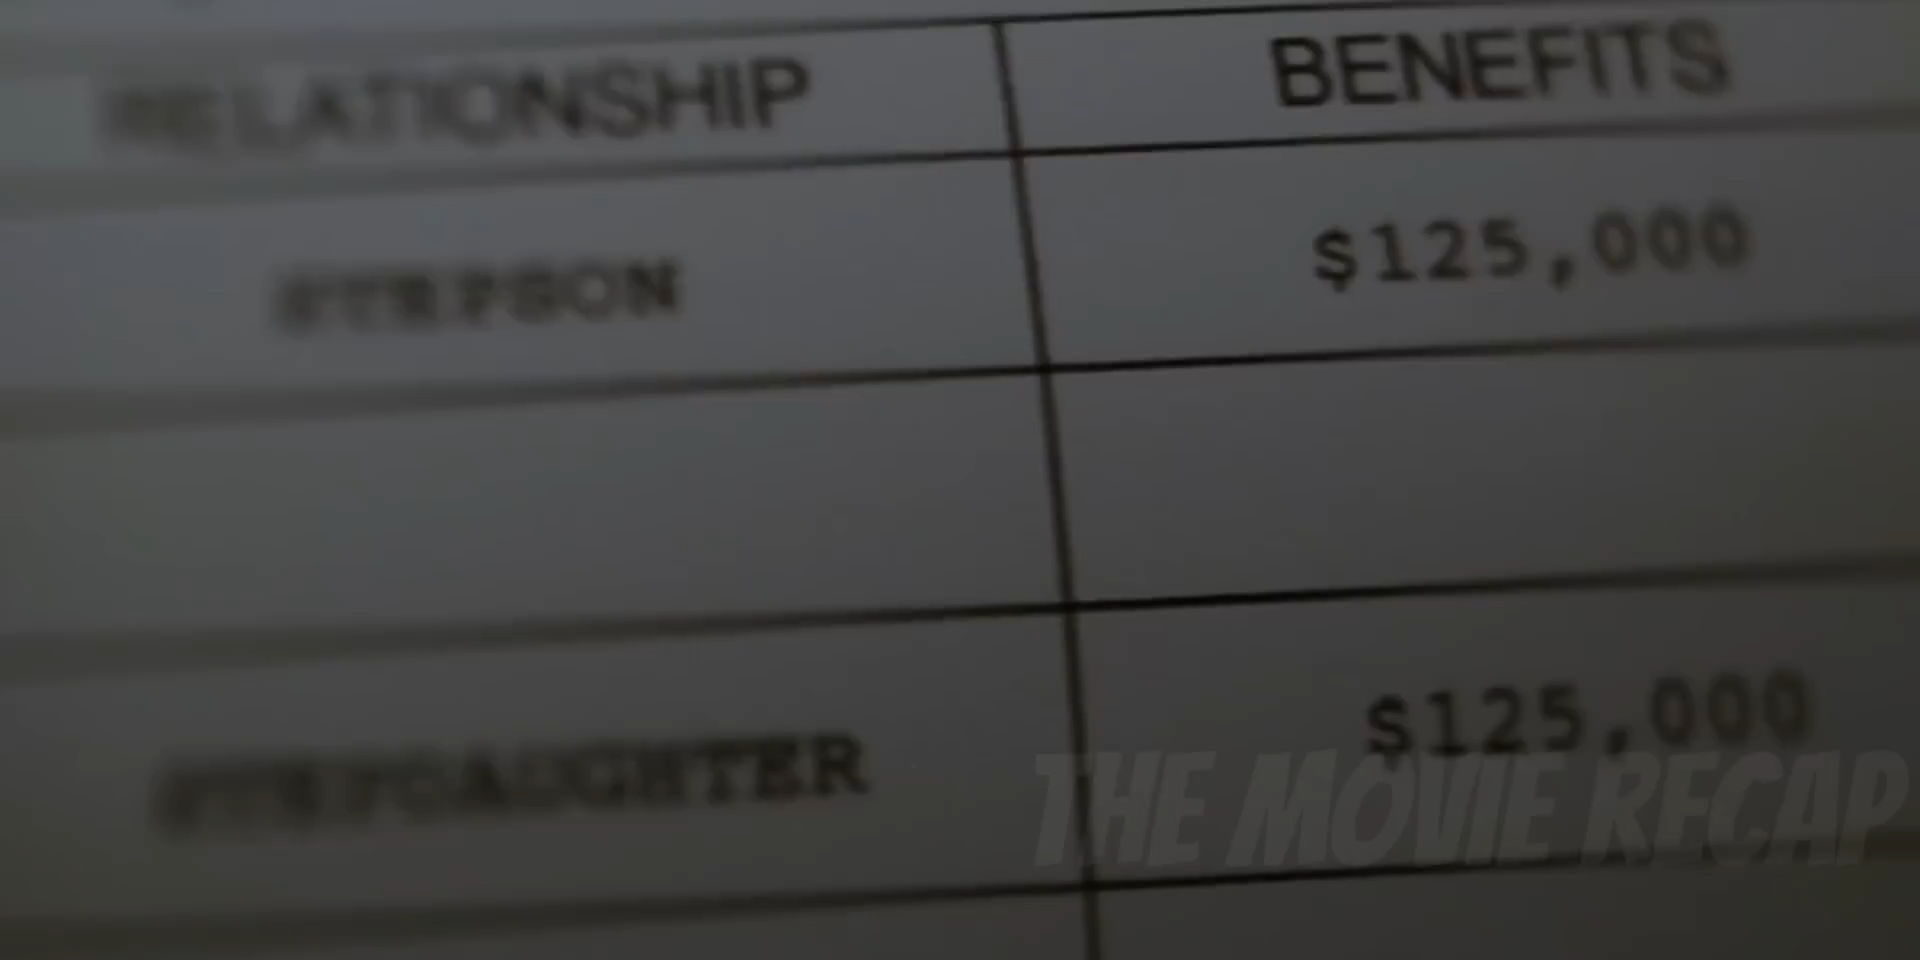 RELATIONSHIP BENEFITS
STEPSON $125,000
STEPDAUGHTER $125,000
THE MOVIE RECAP